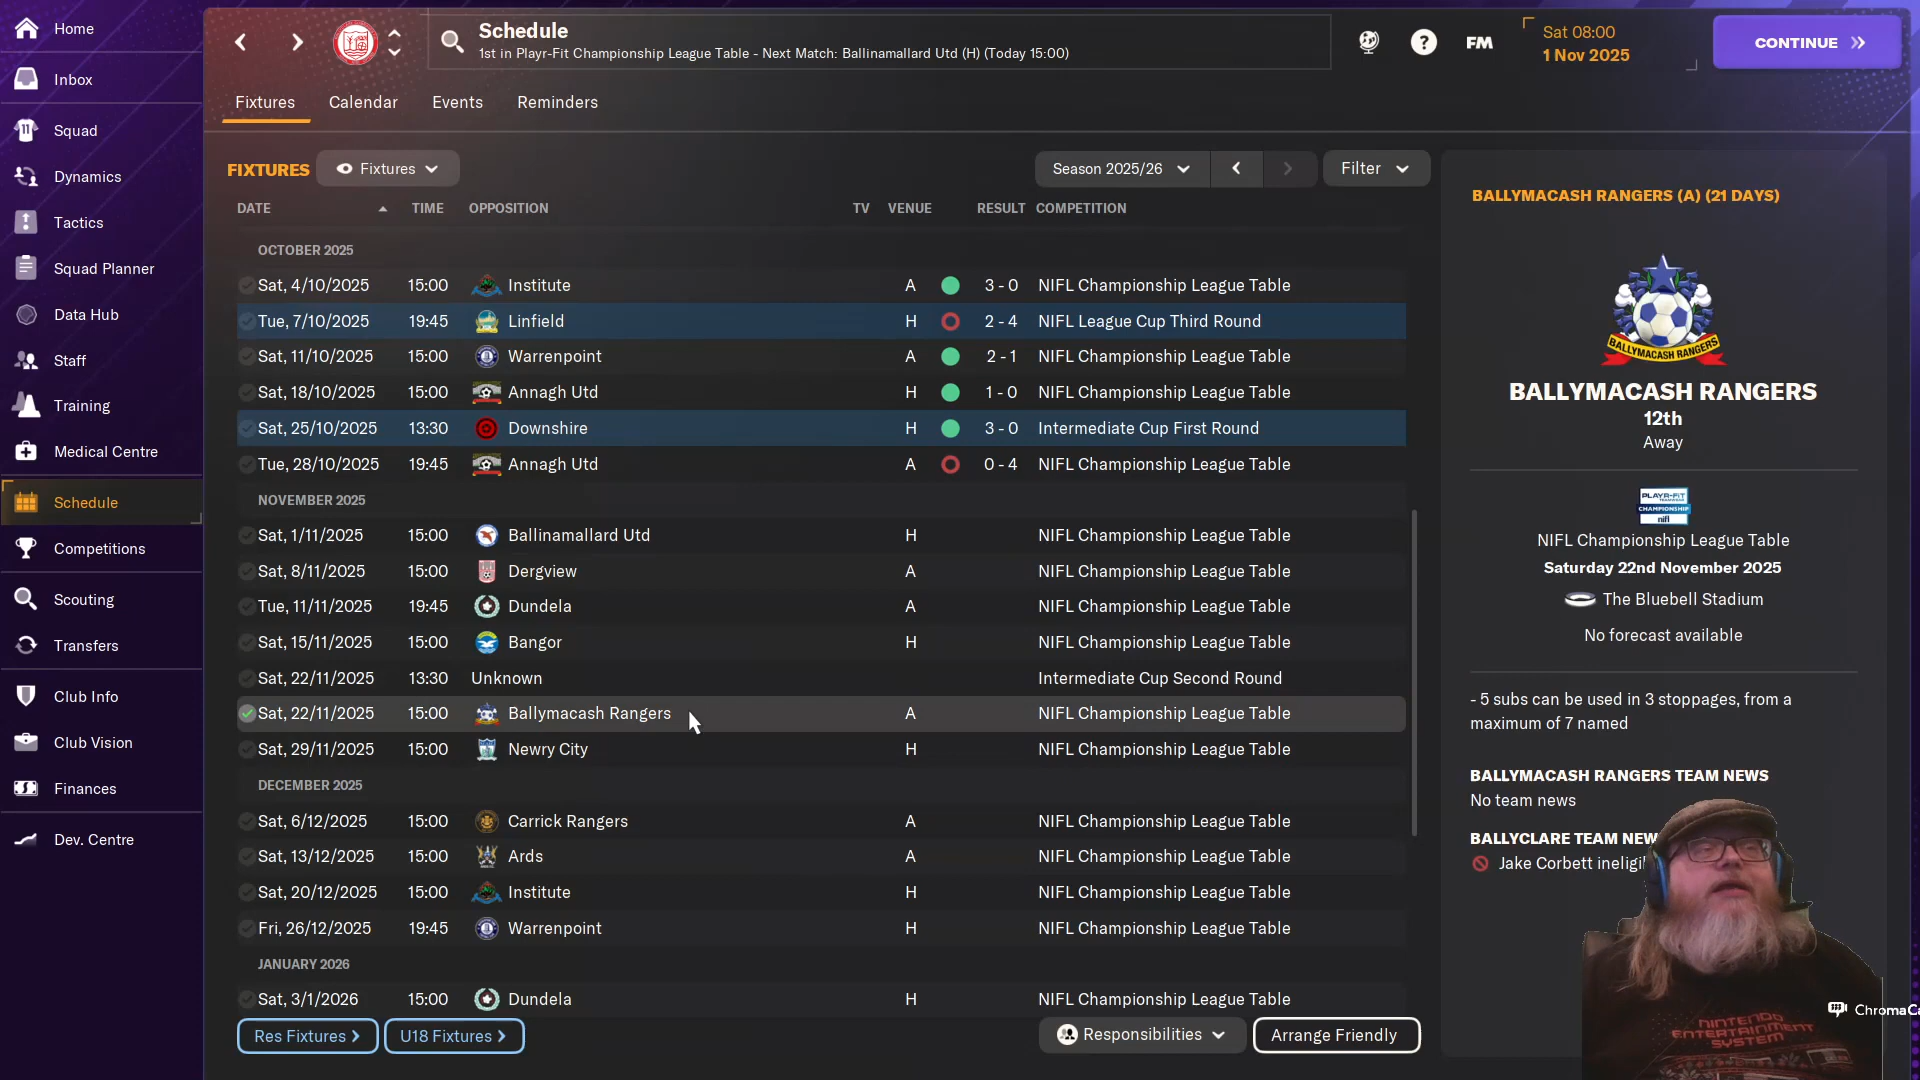 Home
Inbox
Squad
Dynamics
Tactics
Squad Planner
Data Hub
Staff
Training
Medical Centre
Schedule
Competitions
Scouting
Transfers
Club Info
Club Vision
Finances
Dev. Centre
Schedule
1st in Playr-Fit Championship League Table - Next Match: Ballinamallard Utd (H) (Today 15:00)
?
FM
Sat 08:00
1 Nov 2025
CONTINUE
Fixtures Calendar Events Reminders
FIXTURES Fixtures Season 2025/26 Filter
DATE TIME OPPOSITION TV VENUE RESULT COMPETITION
OCTOBER 2025
Sat, 4/10/2025 15:00 Institute A 3 - 0 NIFL Championship League Table
Tue, 7/10/2025 19:45 Linfield H 2 - 4 NIFL League Cup Third Round
Sat, 11/10/2025 15:00 Warrenpoint A 2 - 1 NIFL Championship League Table
Sat, 18/10/2025 15:00 Annagh Utd H 1 - 0 NIFL Championship League Table
Sat, 25/10/2025 13:30 Downshire H 3 - 0 Intermediate Cup First Round
Tue, 28/10/2025 19:45 Annagh Utd A 0 - 4 NIFL Championship League Table
NOVEMBER 2025
Sat, 1/11/2025 15:00 Ballinamallard Utd H NIFL Championship League Table
Sat, 8/11/2025 15:00 Dergview A NIFL Championship League Table
Tue, 11/11/2025 19:45 Dundela A NIFL Championship League Table
Sat, 15/11/2025 15:00 Bangor H NIFL Championship League Table
Sat, 22/11/2025 13:30 Unknown Intermediate Cup Second Round
Sat, 22/11/2025 15:00 Ballymacash Rangers A NIFL Championship League Table
Sat, 29/11/2025 15:00 Newry City H NIFL Championship League Table
DECEMBER 2025
Sat, 6/12/2025 15:00 Carrick Rangers A NIFL Championship League Table
Sat, 13/12/2025 15:00 Ards A NIFL Championship League Table
Sat, 20/12/2025 15:00 Institute H NIFL Championship League Table
Fri, 26/12/2025 19:45 Warrenpoint H NIFL Championship League Table
JANUARY 2026
Sat, 3/1/2026 15:00 Dundela H NIFL Championship League Table
Res Fixtures U18 Fixtures Responsibilities Arrange Friendly
BALLYMACASH RANGERS (A) (21 DAYS)
BALLYMACASH RANGERS
BALLYMACASH RANGERS
12th
Away
PLAYR-FIT
CHAMPIONSHIP
nifl
NIFL Championship League Table
Saturday 22nd November 2025
The Bluebell Stadium
No forecast available
- 5 subs can be used in 3 stoppages, from a
maximum of 7 named
BALLYMACASH RANGERS TEAM NEWS
No team news
BALLYCLARE TEAM NEW
Jake Corbett ineligi
ChromaCa
NINTENDO
ENTERTAINMENT
SYSTEM